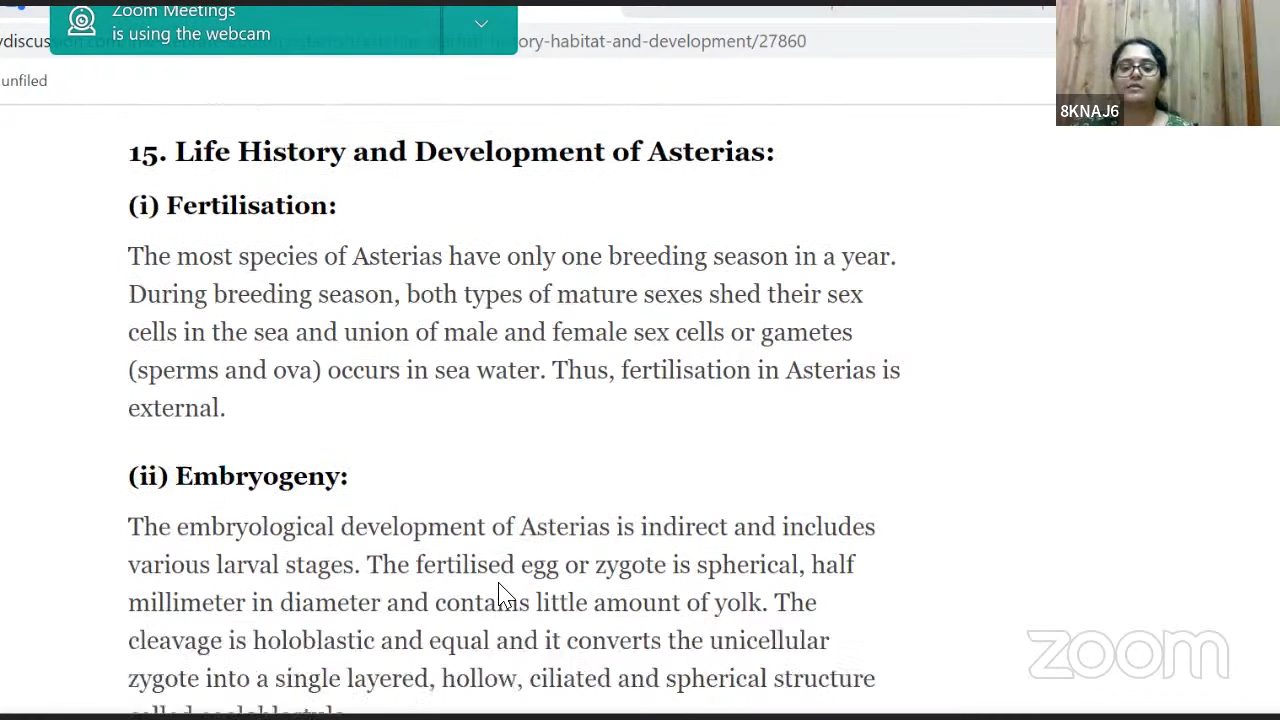 Zoom Meetings
is using the webcam
ory-habitat-and-development/27860
unfiled
8KNAJ6
15. Life History and Development of Asterias:
(i) Fertilisation:
The most species of Asterias have only one breeding season in a year.
During breeding season, both types of mature sexes shed their sex
cells in the sea and union of male and female sex cells or gametes
(sperms and ova) occurs in sea water. Thus, fertilisation in Asterias is
external.
(ii) Embryogeny:
The embryological development of Asterias is indirect and includes
various larval stages. The fertilised egg or zygote is spherical, half
millimeter in diameter and contains little amount of yolk. The
cleavage is holoblastic and equal and it converts the unicellular
zygote into a single layered, hollow, ciliated and spherical structure
zoom